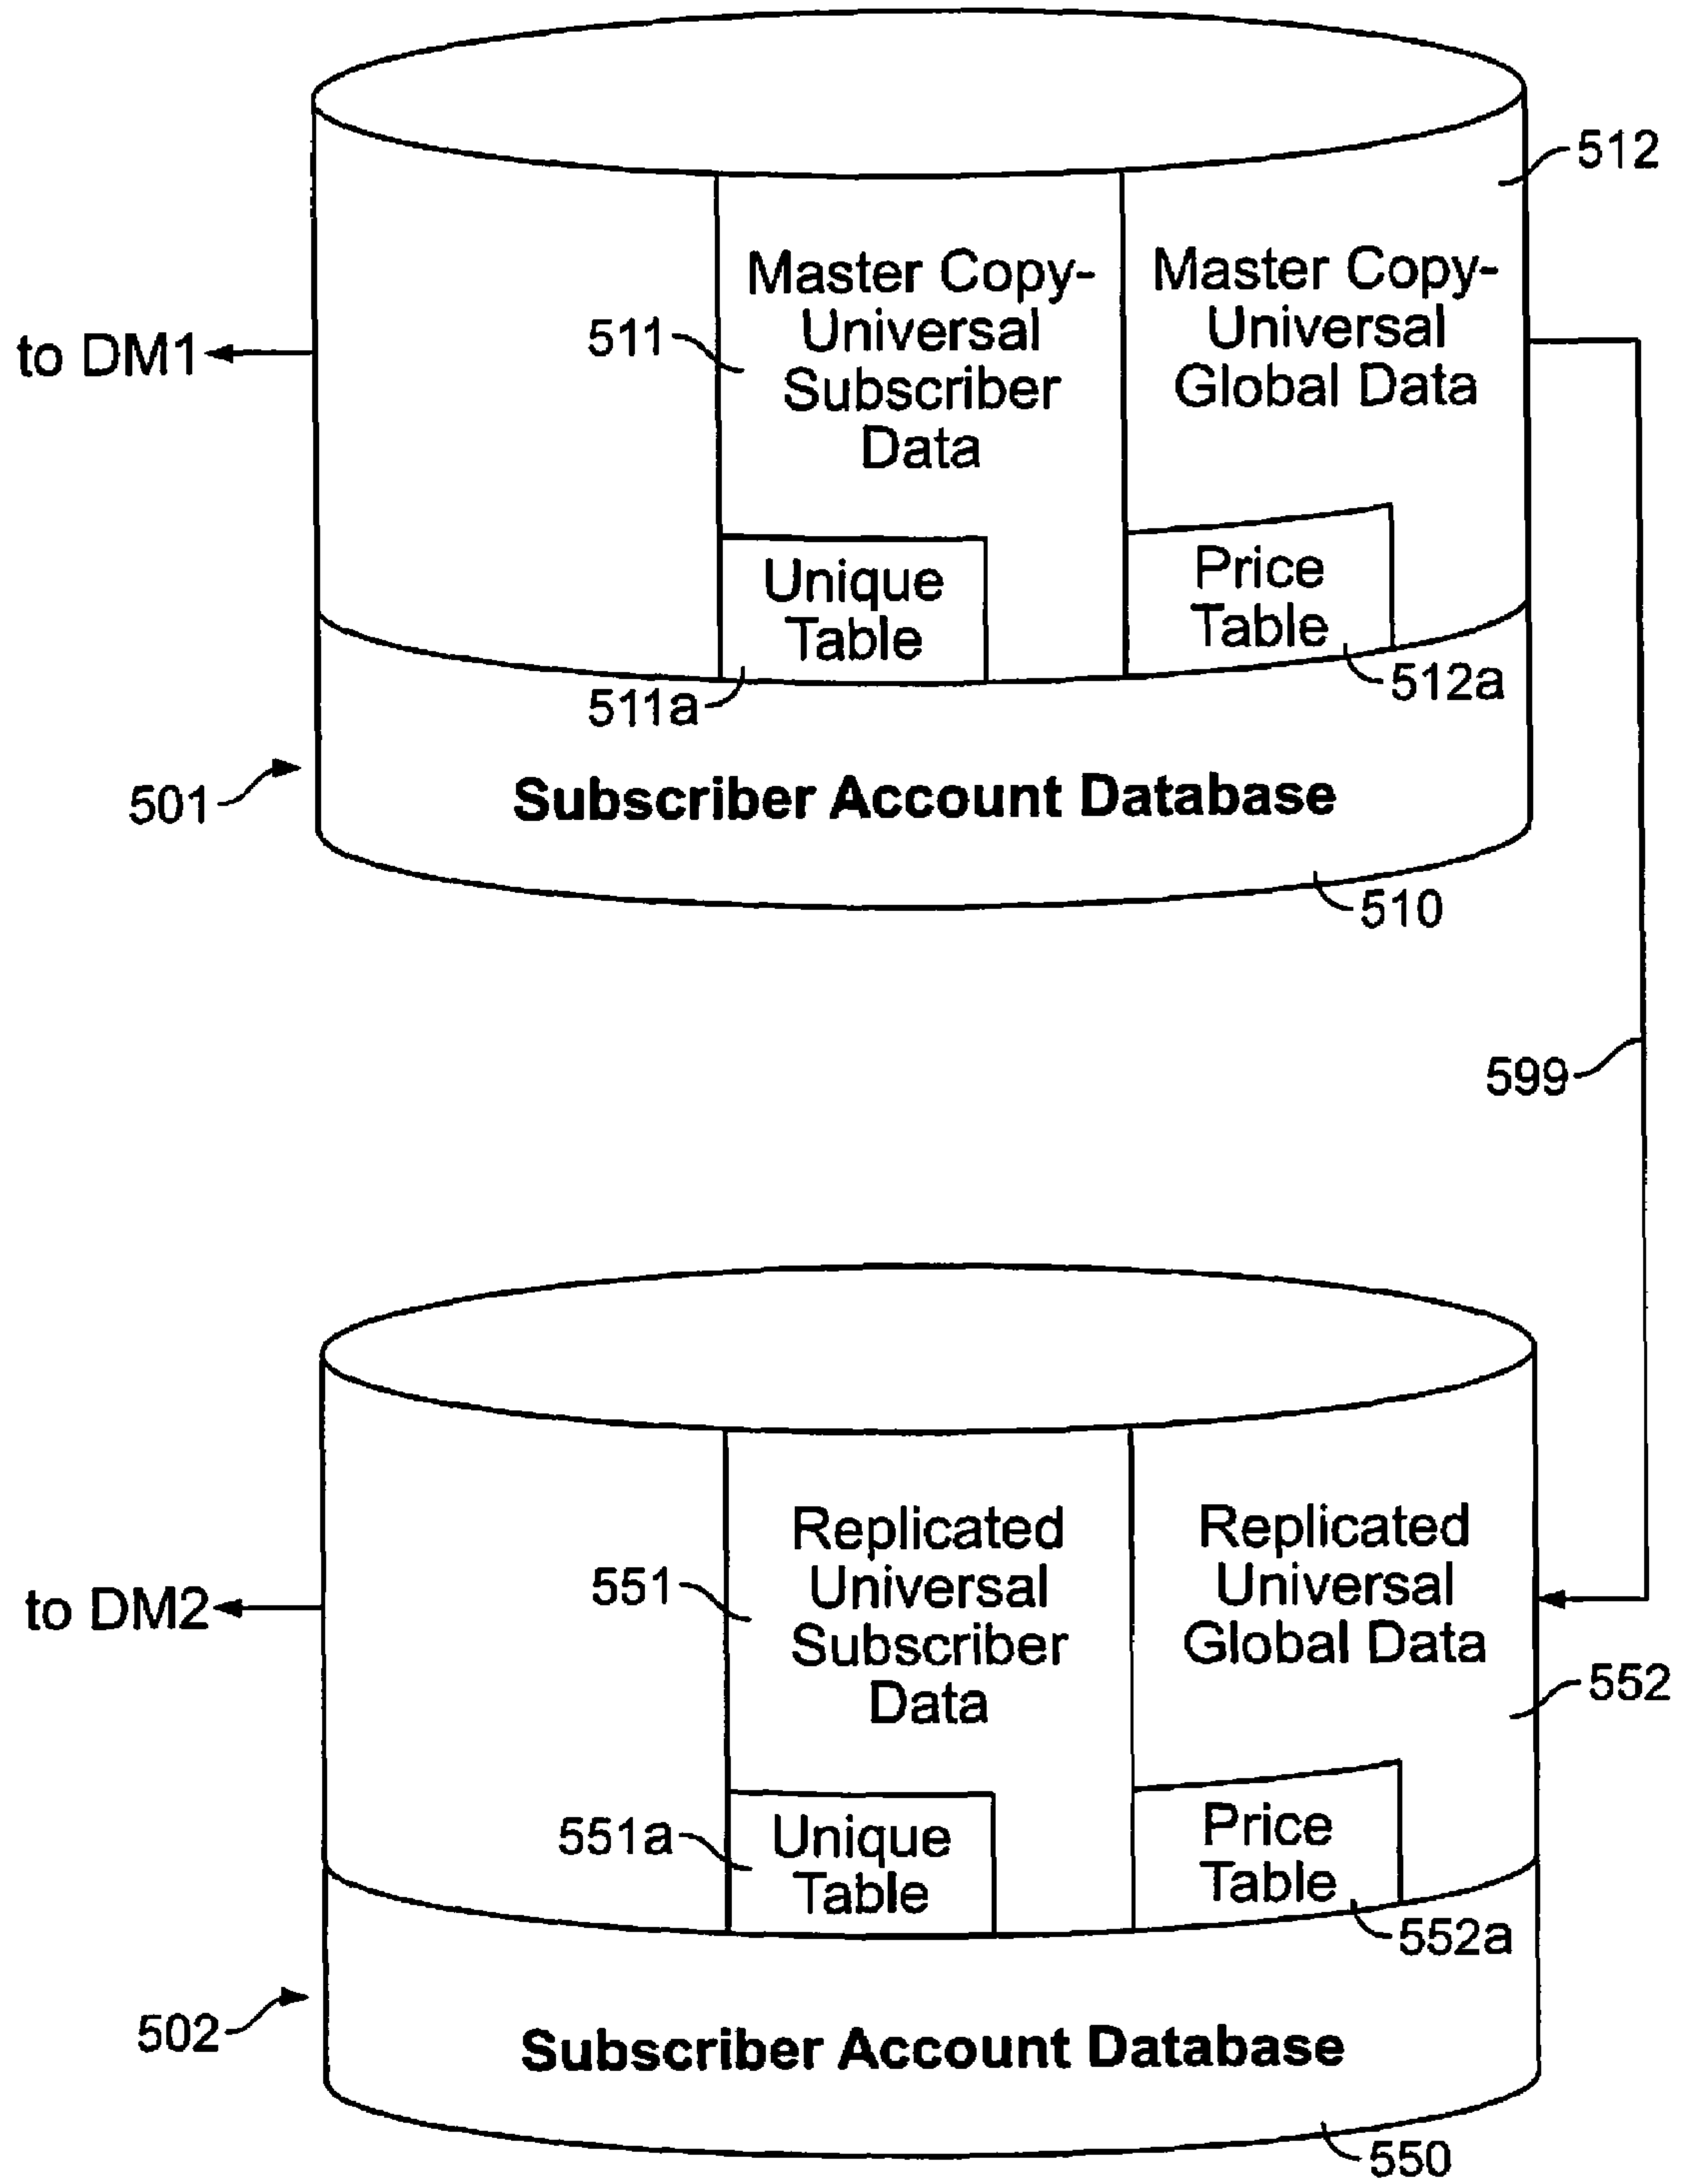 512
Master Copy-
Universal
Subscriber
Data
Master Copy-
Universal
Global Data
511
to DM1
Unique
Table
Price
Table
511a
512a
501
Subscriber Account Database
510
599
Replicated
Universal
Subscriber
Data
Replicated
Universal
Global Data
551
to DM2
552
551a
Unique
Table
Price
Table
552a
502
Subscriber Account Database
550